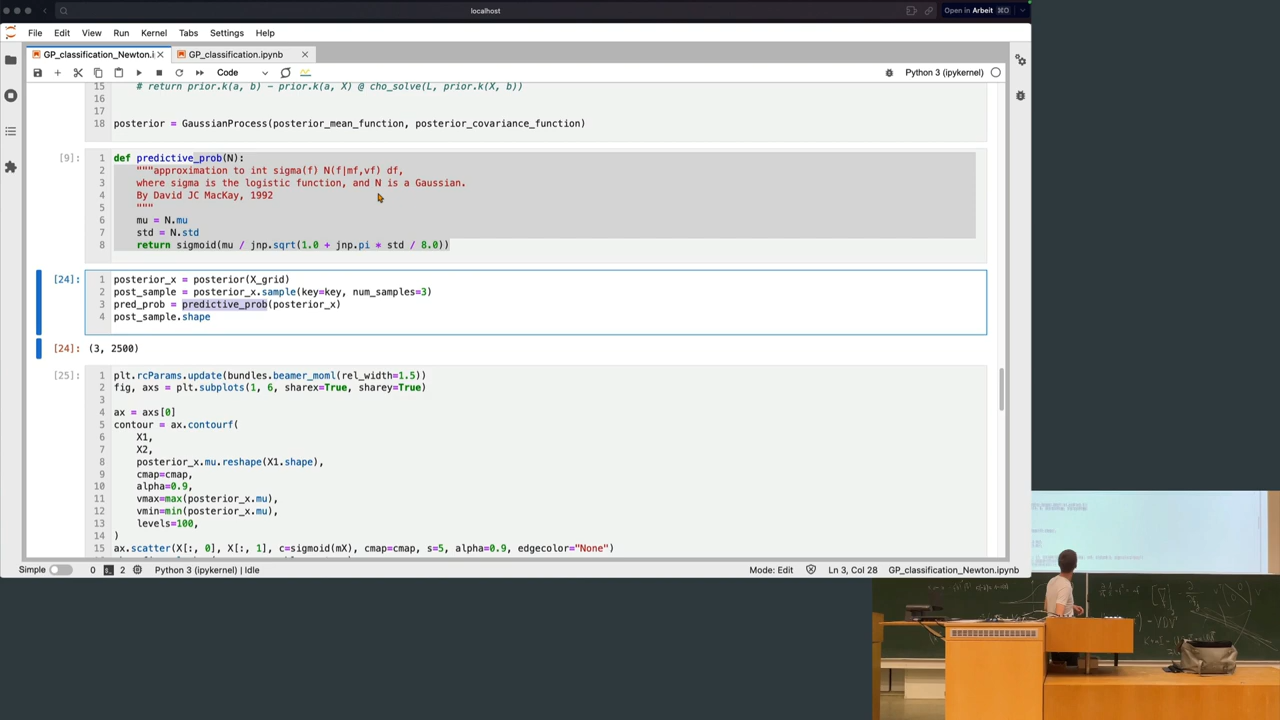 localhost
Open in Arbeit ⌘O
File Edit View Run Kernel Tabs Settings Help
GP_classification_Newton.i
GP_classification.ipynb
Code
Python 3 (ipykernel)
15 # return prior.k(a, b) - prior.k(a, X) @ cho_solve(L, prior.k(X, b))
16
17
18 posterior = GaussianProcess(posterior_mean_function, posterior_covariance_function)
[9]:
1 def predictive_prob(N):
2 """approximation to int sigma(f) N(f|mf,vf) df,
3 where sigma is the logistic function, and N is a Gaussian.
4 By David JC MacKay, 1992
5 """
6 mu = N.mu
7 std = N.std
8 return sigmoid(mu / jnp.sqrt(1.0 + jnp.pi * std / 8.0))
[24]:
1 posterior_x = posterior(X_grid)
2 post_sample = posterior_x.sample(key=key, num_samples=3)
3 pred_prob = predictive_prob(posterior_x)
4 post_sample.shape
[24]: (3, 2500)
[25]:
1 plt.rcParams.update(bundles.beamer_moml(rel_width=1.5))
2 fig, axs = plt.subplots(1, 6, sharex=True, sharey=True)
3
4 ax = axs[0]
5 contour = ax.contourf(
6 X1,
7 X2,
8 posterior_x.mu.reshape(X1.shape),
9 cmap=cmap,
10 alpha=0.9,
11 vmax=max(posterior_x.mu),
12 vmin=min(posterior_x.mu),
13 levels=100,
14 )
15 ax.scatter(X[:, 0], X[:, 1], c=sigmoid(mX), cmap=cmap, s=5, alpha=0.9, edgecolor="None")
Simple 0 2 Python 3 (ipykernel) | Idle
Mode: Edit Ln 3, Col 28 GP_classification_Newton.ipynb